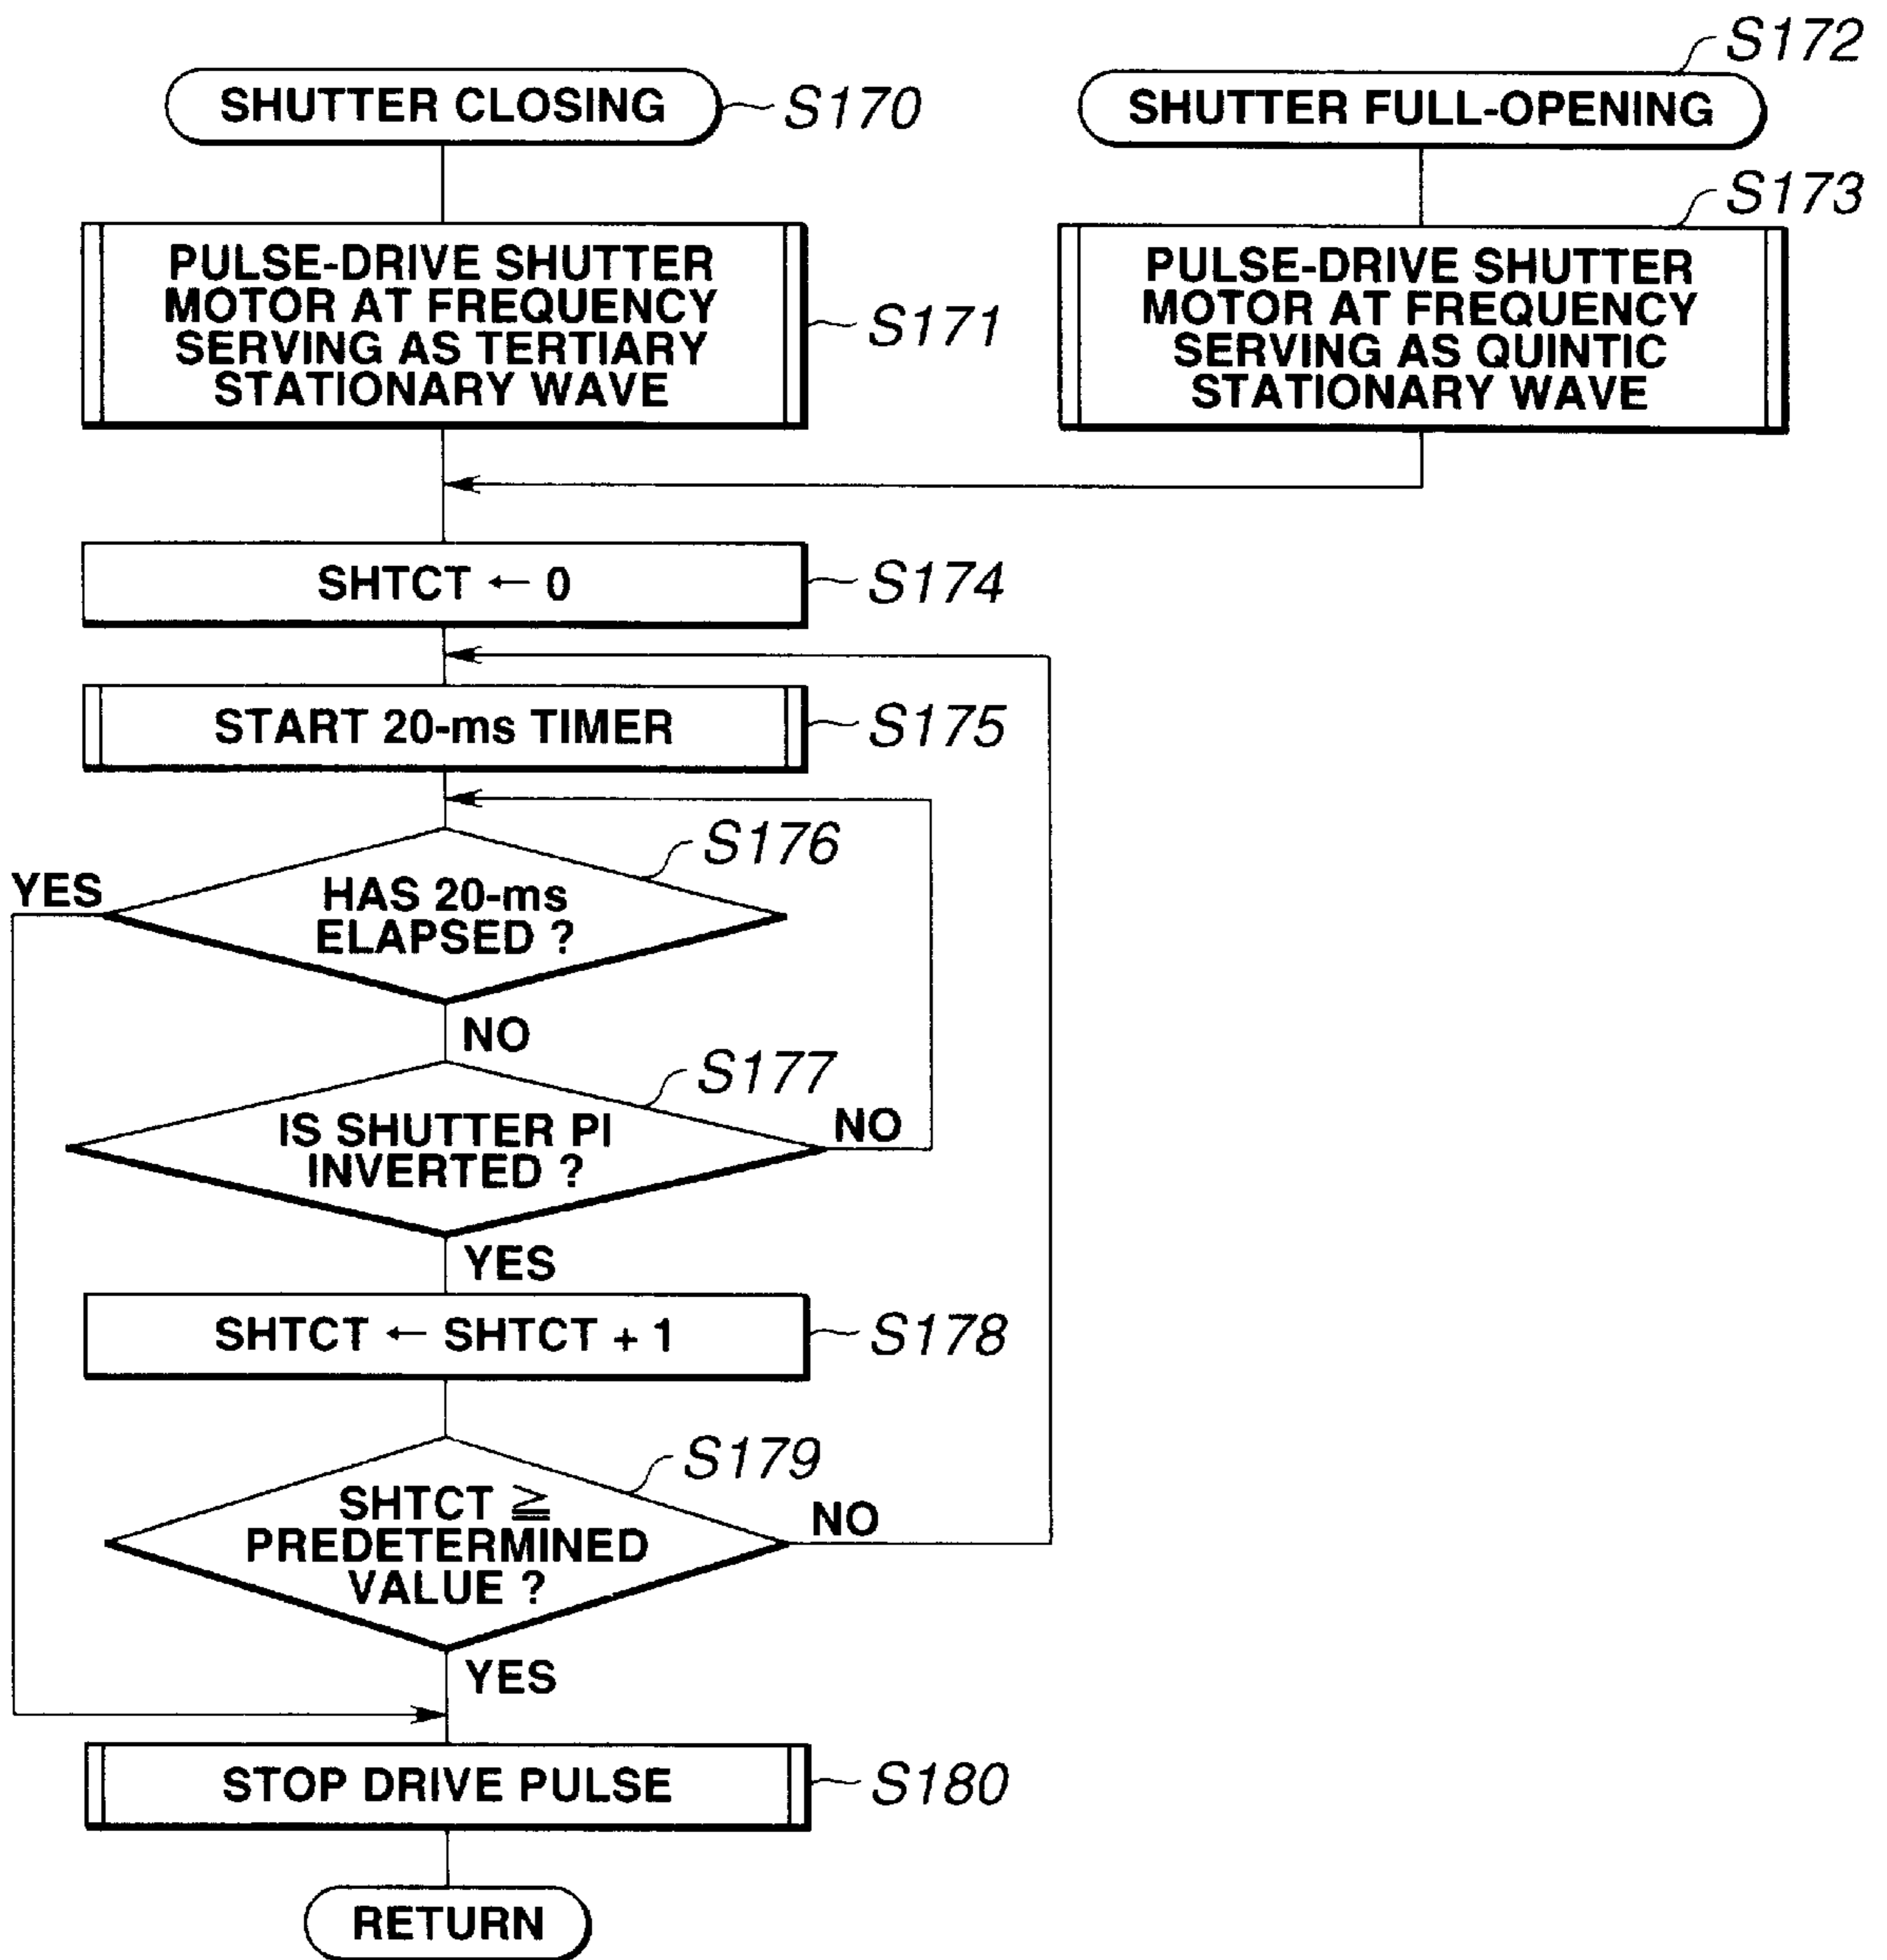 SHUTTER CLOSING
S170
SHUTTER FULL-OPENING
S172
PULSE-DRIVE SHUTTER
MOTOR AT FREQUENCY
SERVING AS TERTIARY
STATIONARY WAVE
S171
PULSE-DRIVE SHUTTER
MOTOR AT FREQUENCY
SERVING AS QUINTIC
STATIONARY WAVE
S173
SHTCT ← 0
S174
START 20-ms TIMER
S175
HAS 20-ms
ELAPSED ?
S176
YES
NO
IS SHUTTER PI
INVERTED ?
S177
NO
YES
SHTCT ← SHTCT + 1
S178
SHTCT ≧
PREDETERMINED
VALUE ?
S179
NO
YES
STOP DRIVE PULSE
S180
RETURN